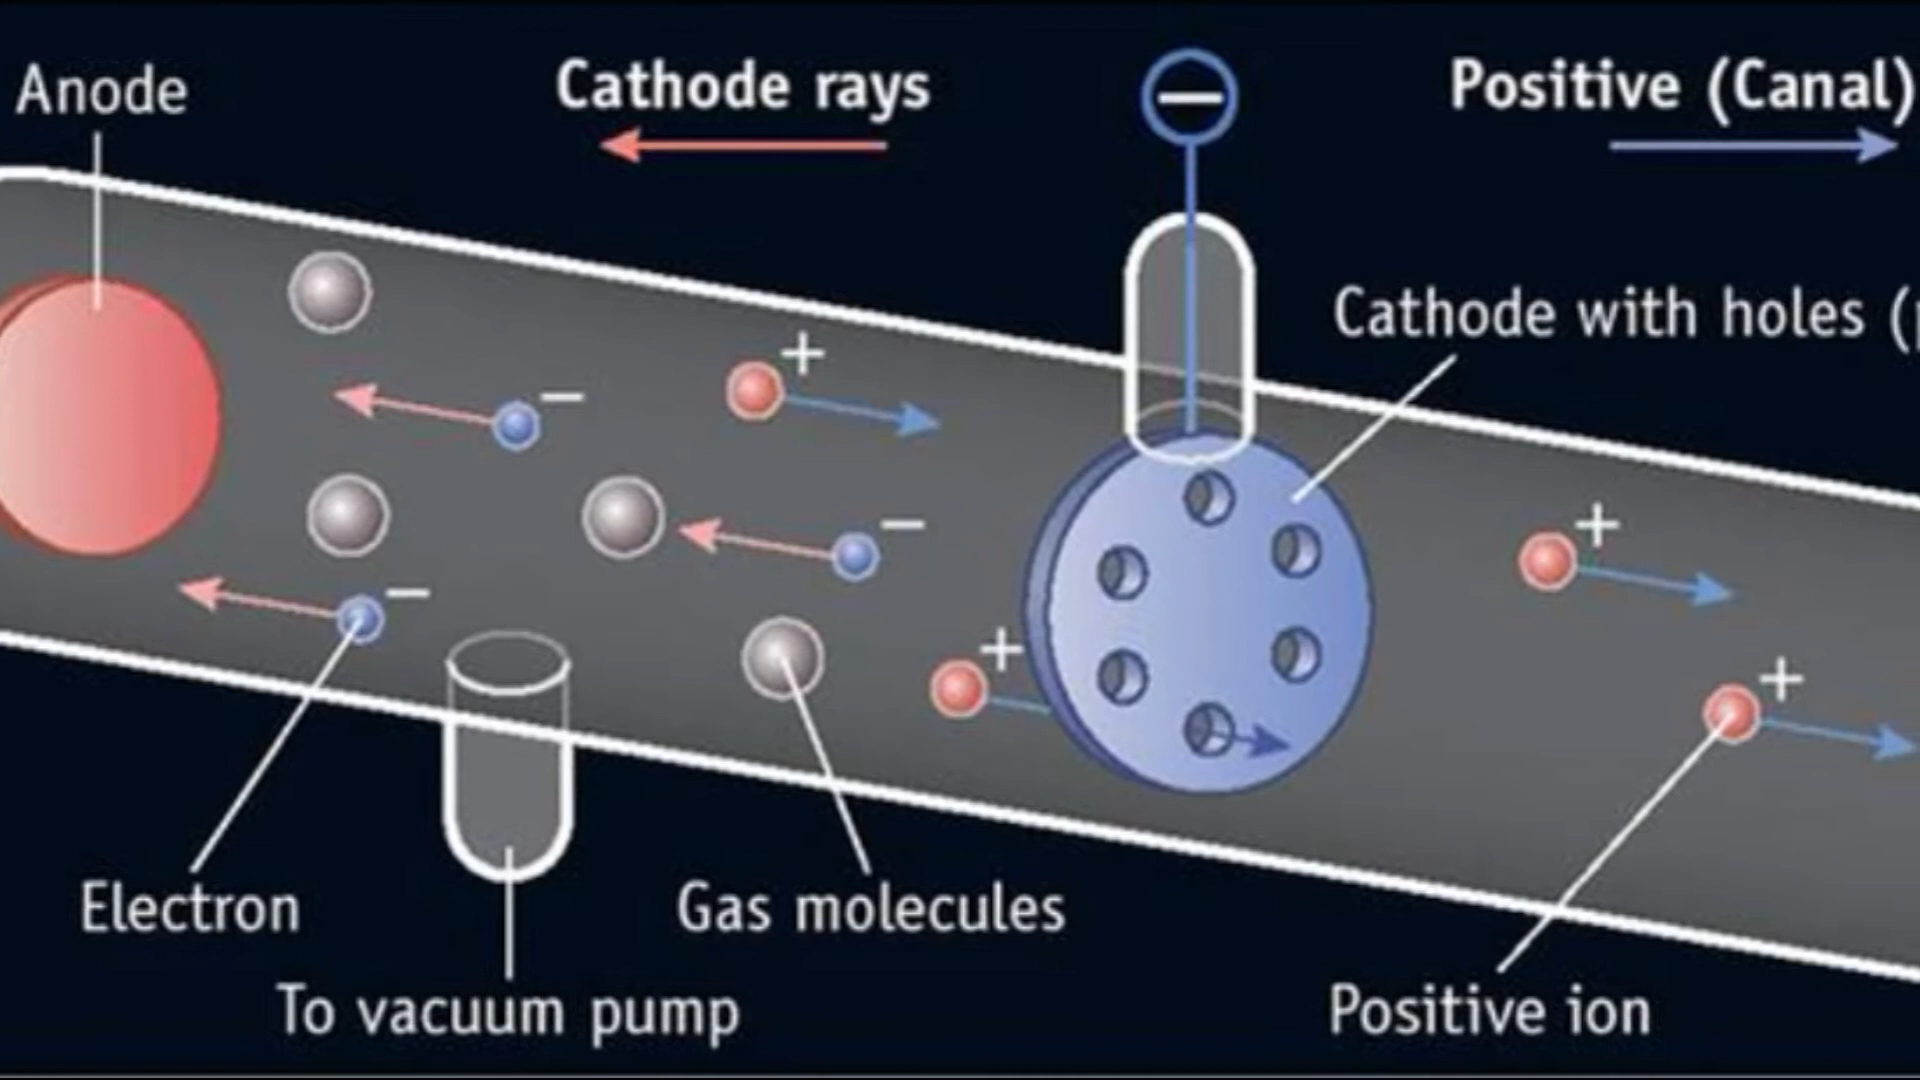 Anode
Cathode rays
Positive (Canal)
−
Cathode with holes (
+
−
−
+
+
−
+
+
Electron
Gas molecules
To vacuum pump
Positive ion